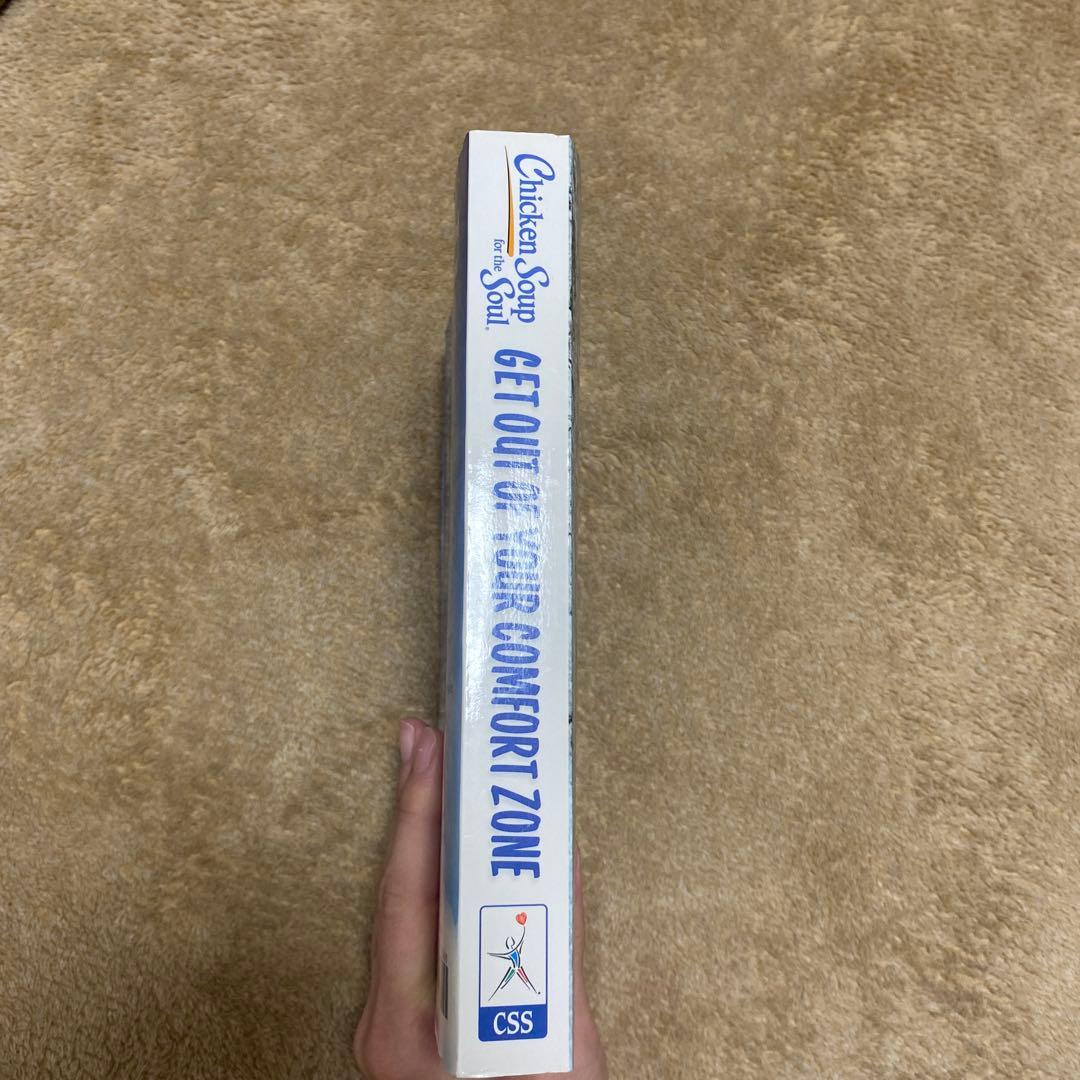 Chicken Soup
for the Soul®
GET OUT OF YOUR COMFORT ZONE
CSS